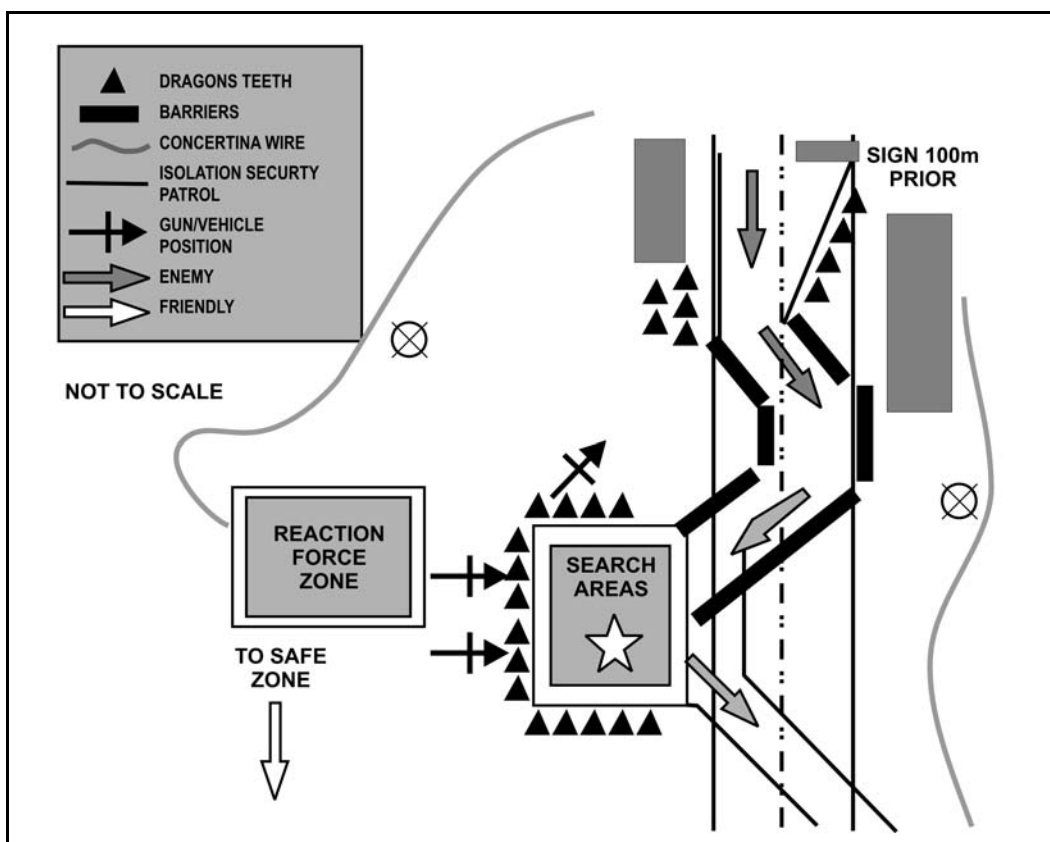 DRAGONS TEETH
BARRIERS
CONCERTINA WIRE
ISOLATION SECURTY
PATROL
GUN/VEHICLE
POSITION
ENEMY
FRIENDLY
NOT TO SCALE
SIGN 100m
PRIOR
REACTION
FORCE
ZONE
SEARCH
AREAS
TO SAFE
ZONE